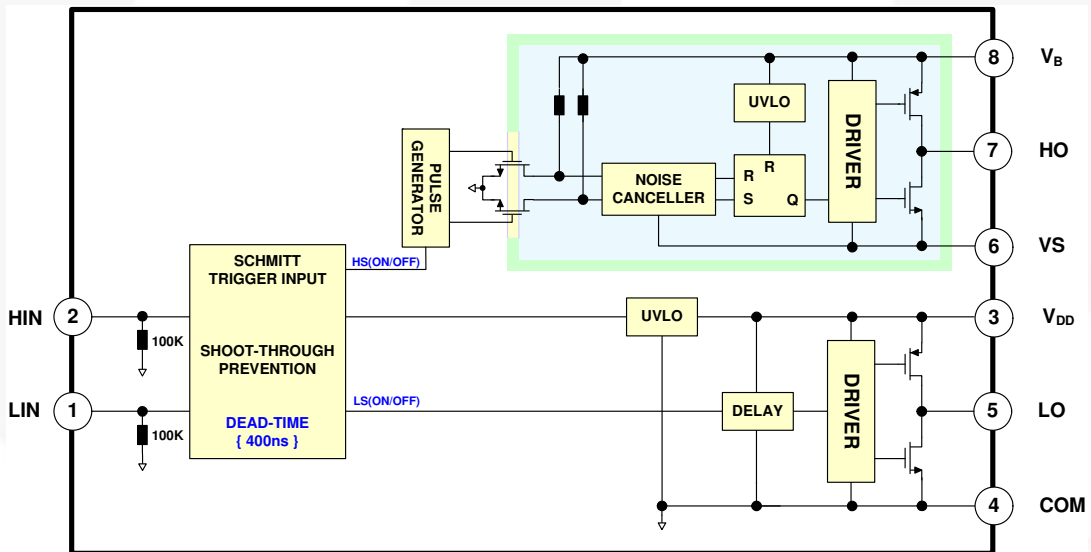 8
V_B
UVLO
DRIVER
PULSE
GENERATOR
7
HO
NOISE
CANCELLER
R
R
S
Q
6
VS
HS(ON/OFF)
SCHMITT
TRIGGER INPUT
HIN
2
100K
UVLO
3
V_DD
SHOOT-THROUGH
PREVENTION
DRIVER
LIN
1
100K
LS(ON/OFF)
DELAY
5
LO
DEAD-TIME
{ 400ns }
4
COM